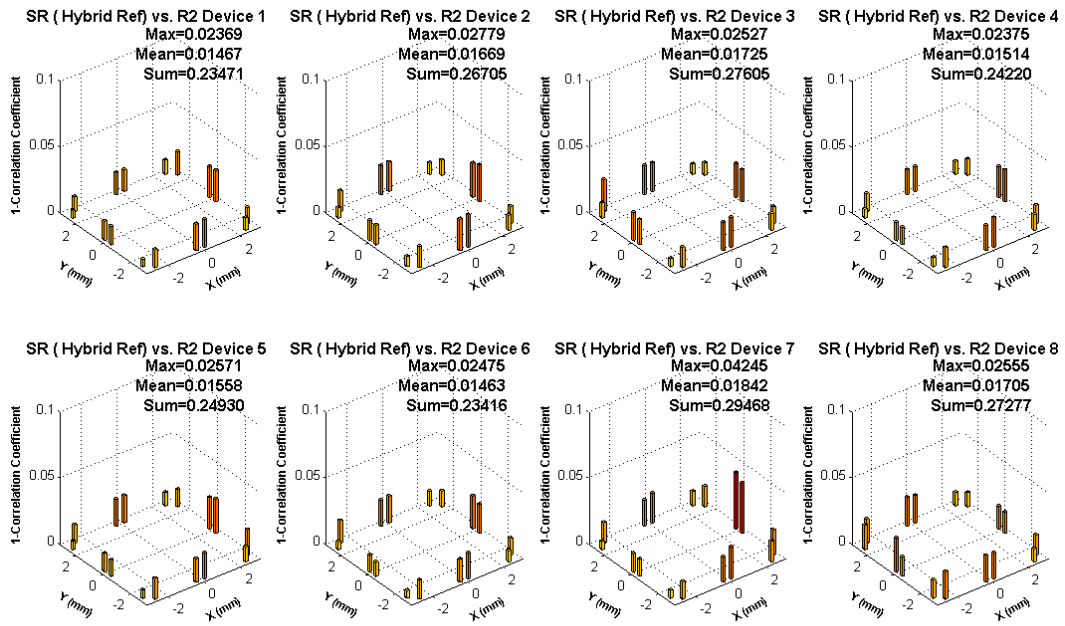 SR ( Hybrid Ref) vs. R2 Device 1
Max=0.02369
Mean=0.01467
Sum=0.23471
1-Correlation Coefficient
0.1
0.05
0
2
0
-2
Y (mm)
-2
0
2
X (mm)
SR ( Hybrid Ref) vs. R2 Device 2
Max=0.02779
Mean=0.01669
Sum=0.26705
1-Correlation Coefficient
0.1
0.05
0
2
0
-2
Y (mm)
-2
0
2
X (mm)
SR ( Hybrid Ref) vs. R2 Device 3
Max=0.02527
Mean=0.01725
Sum=0.27605
1-Correlation Coefficient
0.1
0.05
0
2
0
-2
Y (mm)
-2
0
2
X (mm)
SR ( Hybrid Ref) vs. R2 Device 4
Max=0.02375
Mean=0.01514
Sum=0.24220
1-Correlation Coefficient
0.1
0.05
0
2
0
-2
Y (mm)
-2
0
2
X (mm)
SR ( Hybrid Ref) vs. R2 Device 5
Max=0.02571
Mean=0.01558
Sum=0.24930
1-Correlation Coefficient
0.1
0.05
0
2
0
-2
Y (mm)
-2
0
2
X (mm)
SR ( Hybrid Ref) vs. R2 Device 6
Max=0.02475
Mean=0.01463
Sum=0.23416
1-Correlation Coefficient
0.1
0.05
0
2
0
-2
Y (mm)
-2
0
2
X (mm)
SR ( Hybrid Ref) vs. R2 Device 7
Max=0.04245
Mean=0.01842
Sum=0.29468
1-Correlation Coefficient
0.1
0.05
0
2
0
-2
Y (mm)
-2
0
2
X (mm)
SR ( Hybrid Ref) vs. R2 Device 8
Max=0.02555
Mean=0.01705
Sum=0.27277
1-Correlation Coefficient
0.1
0.05
0
2
0
-2
Y (mm)
-2
0
2
X (mm)